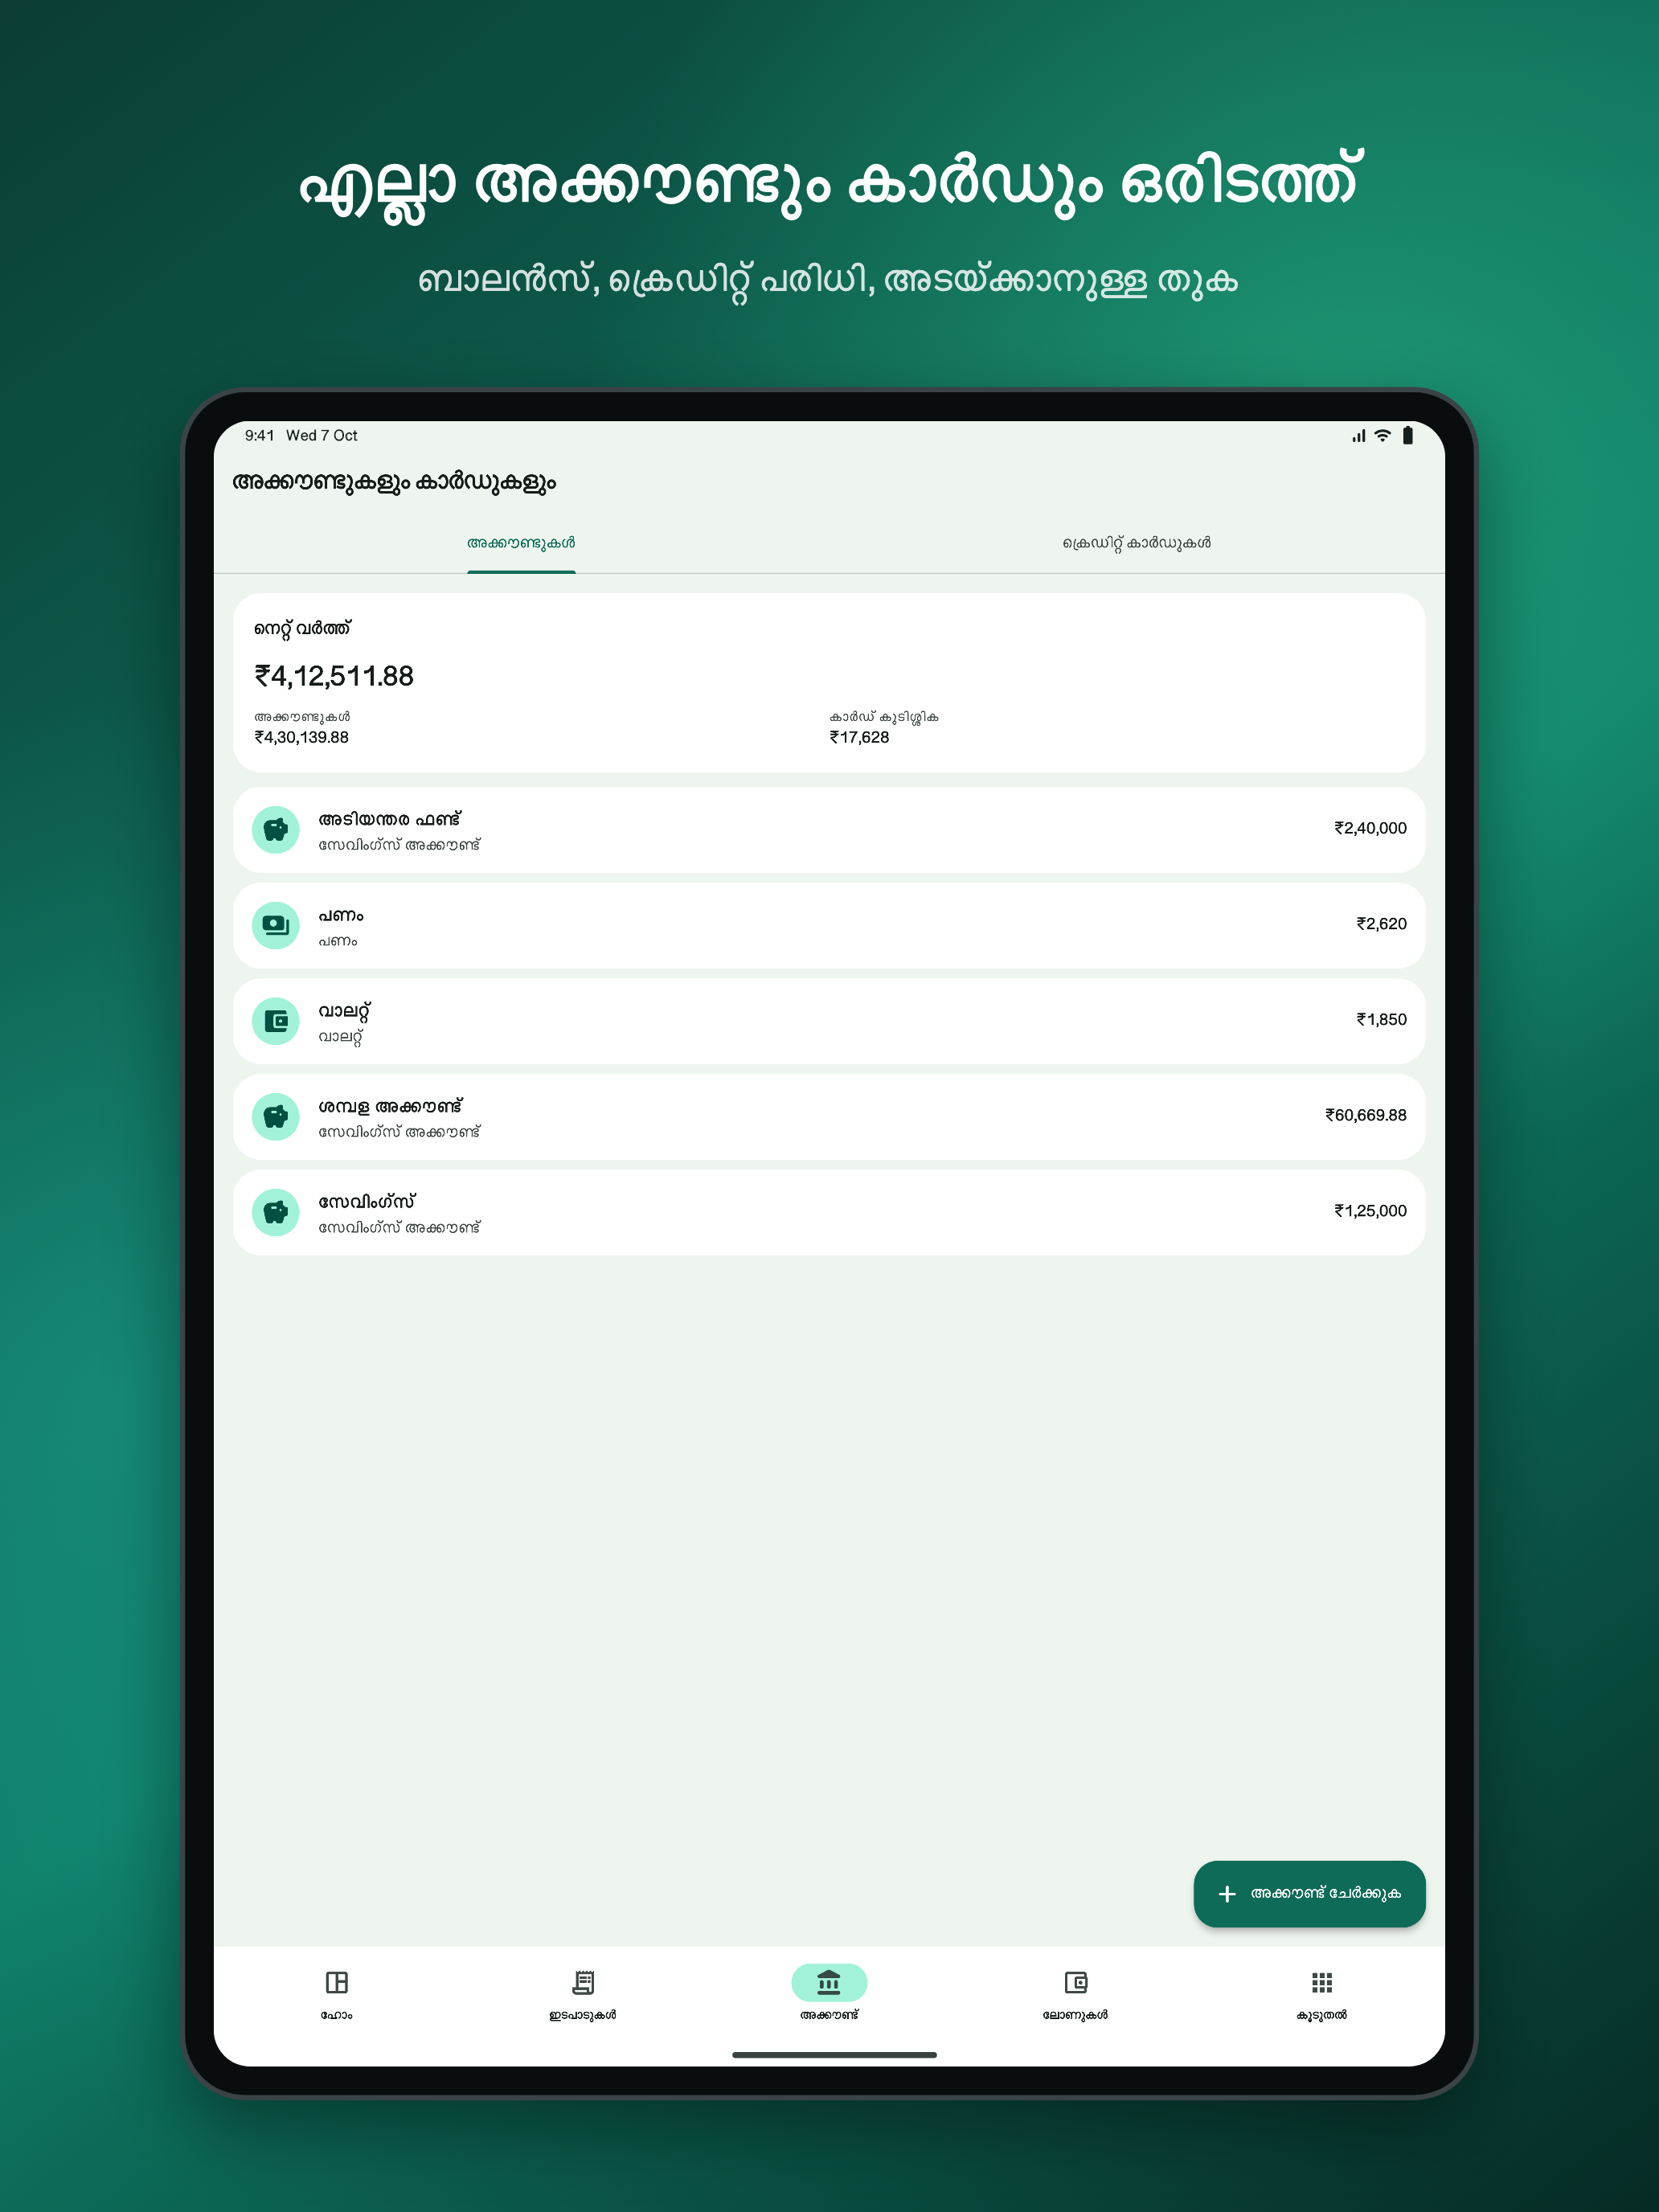 എല്ലാ അക്കൗണ്ടും കാർഡും ഒരിടത്ത്
ബാലൻസ്, ക്രെഡിറ്റ് പരിധി, അടയ്ക്കാനുള്ള തുക
9:41 Wed 7 Oct
അക്കൗണ്ടുകളും കാർഡുകളും
അക്കൗണ്ടുകൾ ക്രെഡിറ്റ് കാർഡുകൾ
നെറ്റ് വർത്ത്
₹4,12,511.88
അക്കൗണ്ടുകൾ കാർഡ് കുടിശ്ശിക
₹4,30,139.88 ₹17,628
അടിയന്തര ഫണ്ട്
സേവിംഗ്സ് അക്കൗണ്ട്
₹2,40,000
പണം
പണം
₹2,620
വാലറ്റ്
വാലറ്റ്
₹1,850
ശമ്പള അക്കൗണ്ട്
സേവിംഗ്സ് അക്കൗണ്ട്
₹60,669.88
സേവിംഗ്സ്
സേവിംഗ്സ് അക്കൗണ്ട്
₹1,25,000
+ അക്കൗണ്ട് ചേർക്കുക
ഹോം ഇടപാടുകൾ അക്കൗണ്ട് ലോണുകൾ കൂടുതൽ